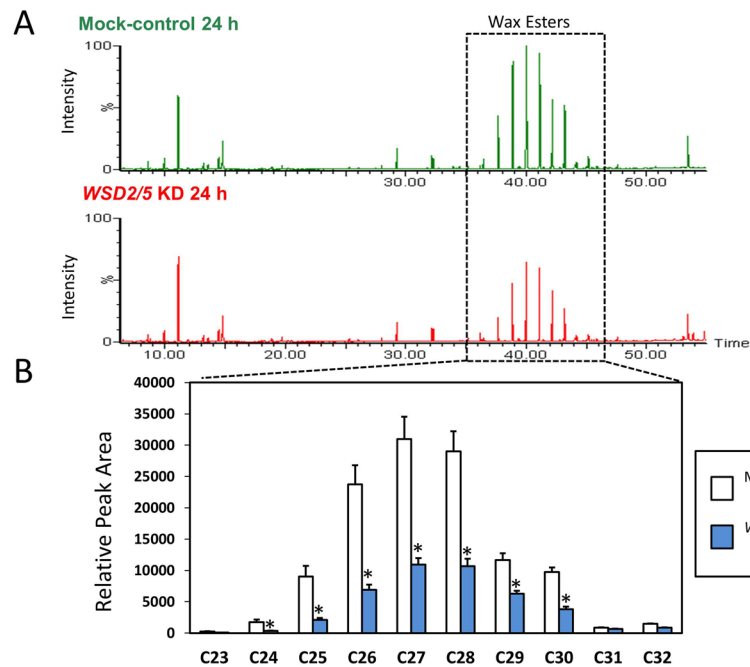 A
Mock-control 24 h
Wax Esters
100
Intensity
%
30.00 40.00 50.00
WSD2/5 KD 24 h
100
Intensity
%
10.00 20.00 30.00 40.00 50.00 Time
B
40000
35000
30000
25000
20000
15000
10000
5000
0
Relative Peak Area
* * * * * * *
C23 C24 C25 C26 C27 C28 C29 C30 C31 C32